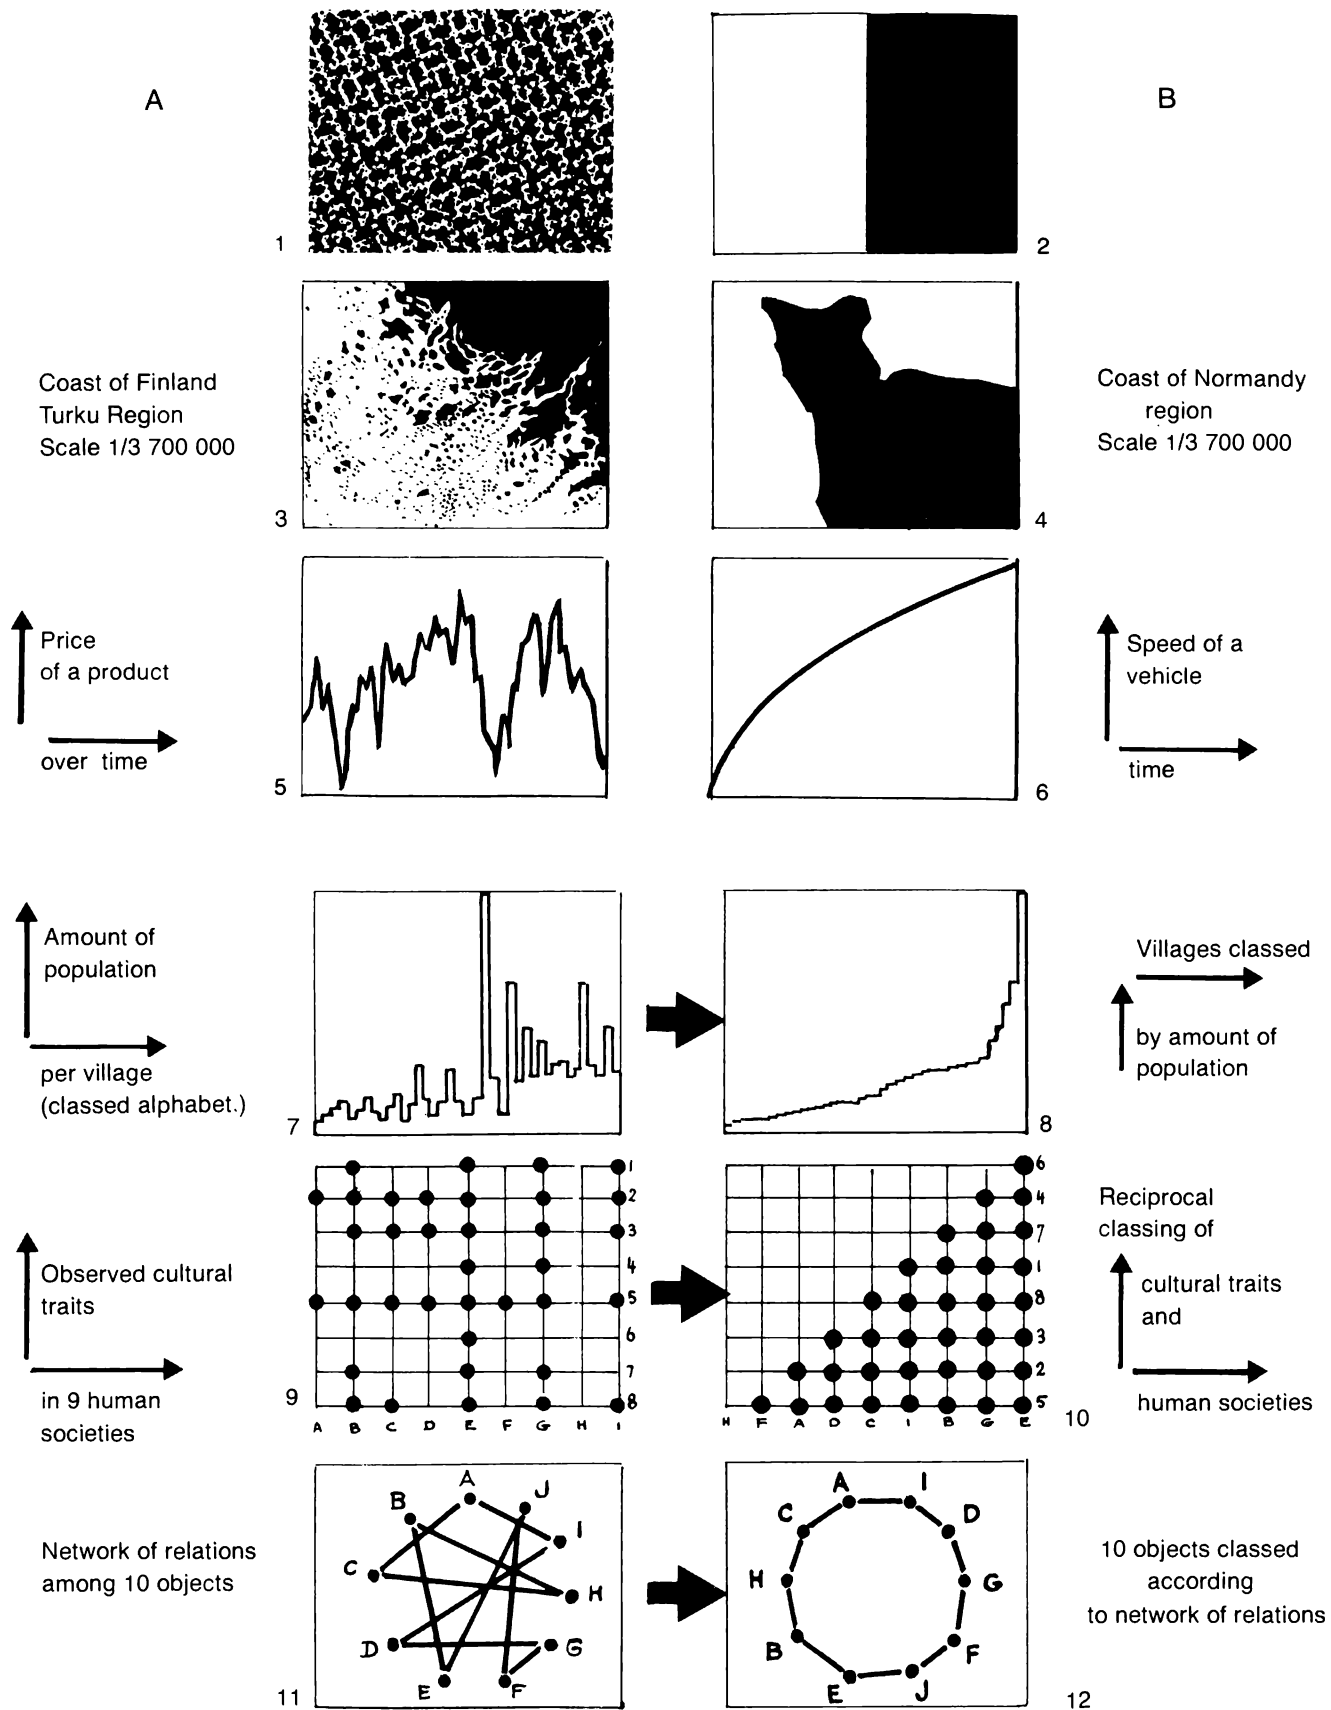 A
B
1
2
Coast of Finland
Turku Region
Scale 1/3 700 000
3
Coast of Normandy
region
Scale 1/3 700 000
4
Price
of a product
over time
5
Speed of a
vehicle
time
6
Amount of
population
per village
(classed alphabet.)
7
Villages classed
by amount of
population
8
Observed cultural
traits
in 9 human
societies
9
1
2
3
4
5
6
7
8
A B C D E F G H I
6
4
7
1
8
3
2
5
H F A D C I B G E
10
Reciprocal
classing of
cultural traits
and
human societies
Network of relations
among 10 objects
A
J
B
I
C
H
D
G
E
F
11
A
I
C
D
H
G
B
F
E
J
12
10 objects classed
according
to network of relations